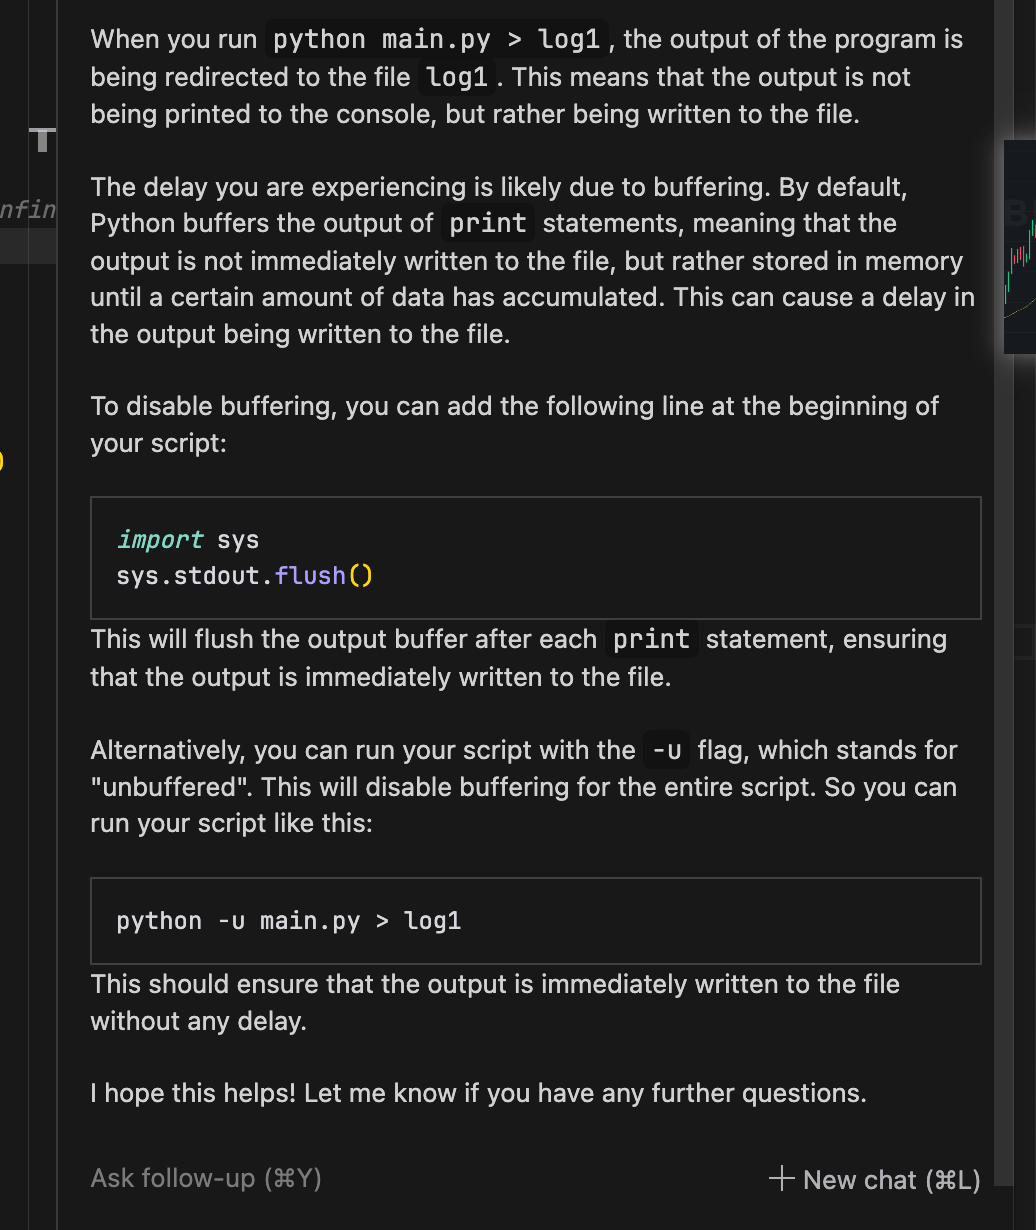 When you run python main.py > log1, the output of the program is
being redirected to the file log1. This means that the output is not
being printed to the console, but rather being written to the file.
The delay you are experiencing is likely due to buffering. By default,
Python buffers the output of print statements, meaning that the
output is not immediately written to the file, but rather stored in memory
until a certain amount of data has accumulated. This can cause a delay in
the output being written to the file.
To disable buffering, you can add the following line at the beginning of
your script:
import sys
sys.stdout.flush()
This will flush the output buffer after each print statement, ensuring
that the output is immediately written to the file.
Alternatively, you can run your script with the -u flag, which stands for
"unbuffered". This will disable buffering for the entire script. So you can
run your script like this:
python -u main.py > log1
This should ensure that the output is immediately written to the file
without any delay.
I hope this helps! Let me know if you have any further questions.
Ask follow-up (⌘Y)
+ New chat (⌘L)
nfin